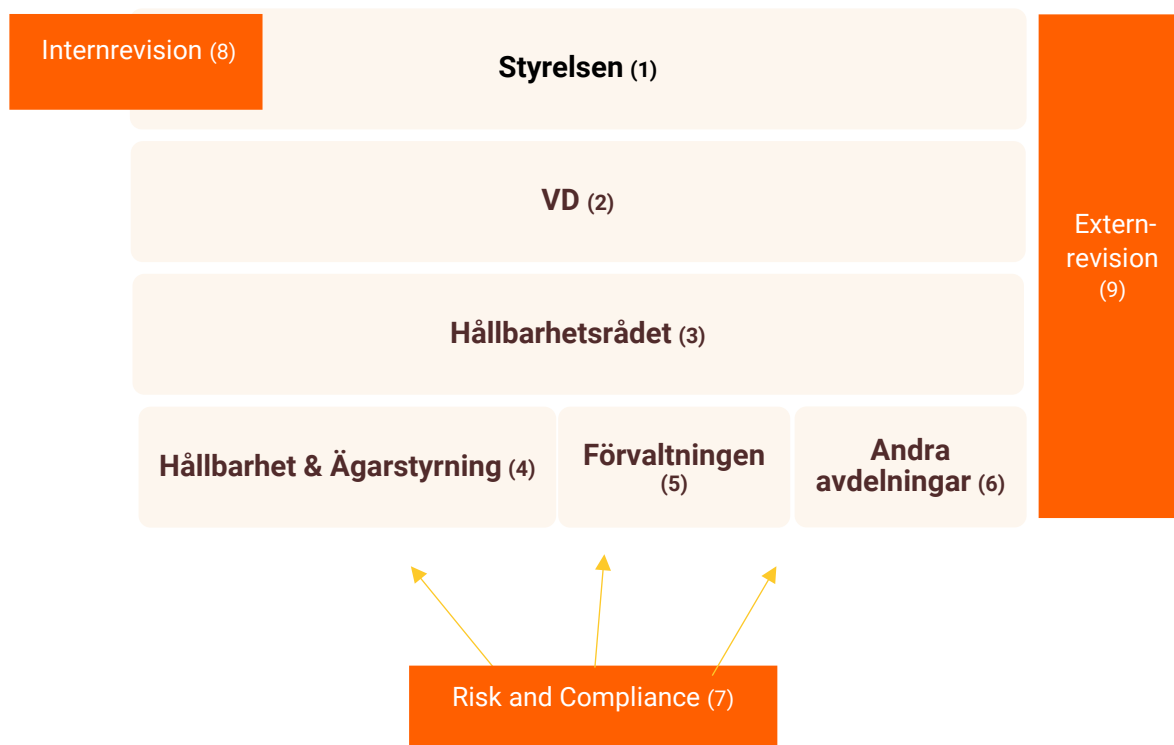 Internrevision (8)
Styrelsen (1)
VD (2)
Extern-
revision
(9)
Hållbarhetsrådet (3)
Hållbarhet & Ägarstyrning (4)
Förvaltningen
(5)
Andra
avdelningar (6)
Risk and Compliance (7)